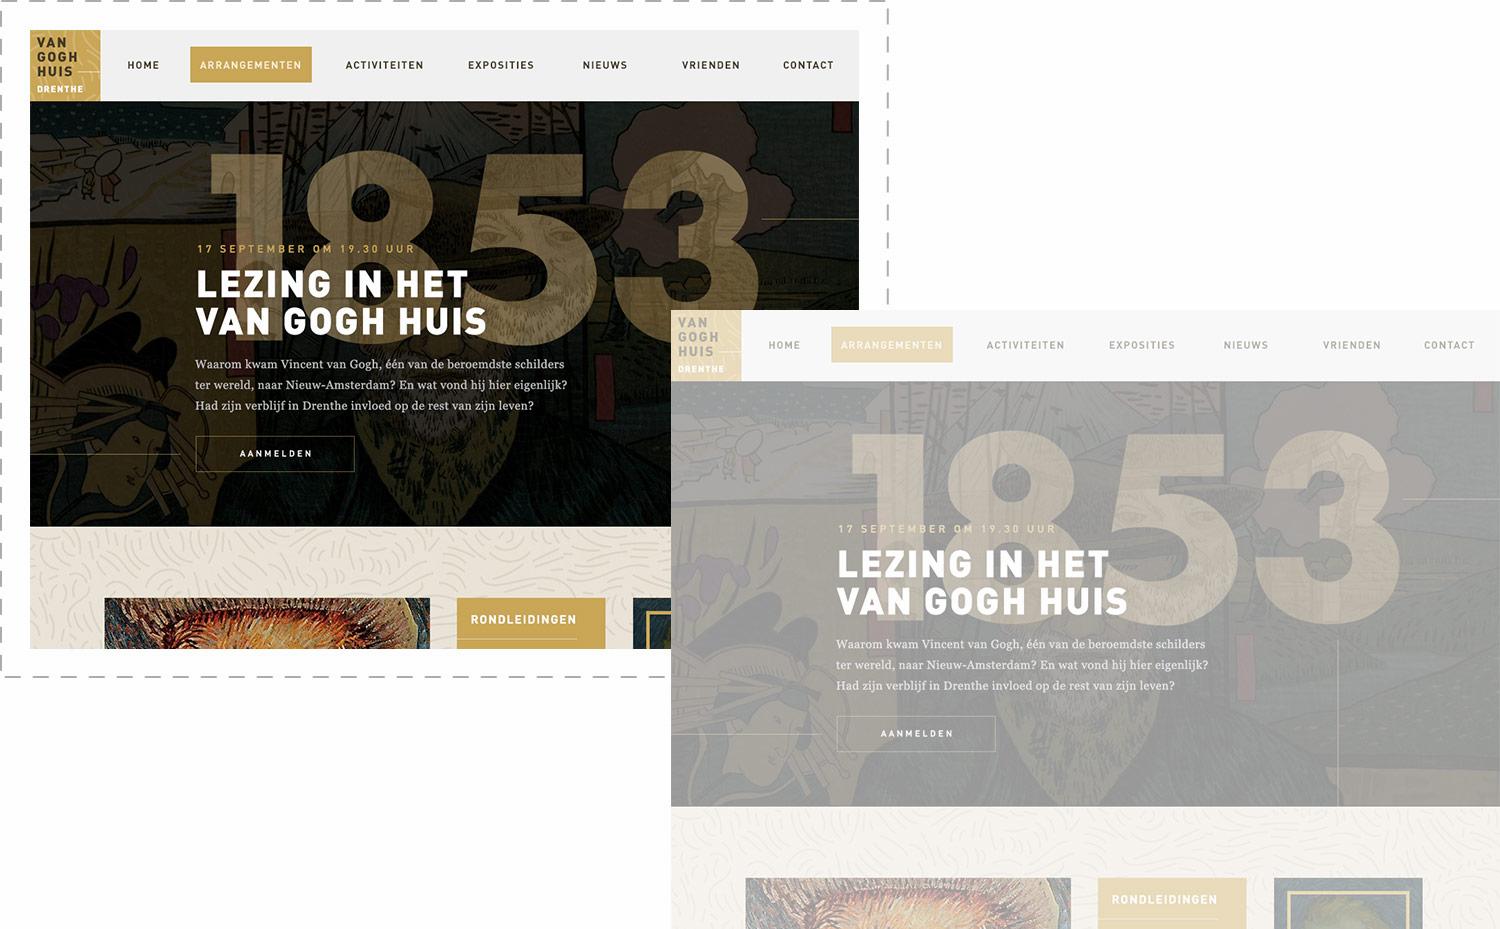 VAN
GOGH
HUIS
DRENTHE
HOME
ARRANGEMENTEN
ACTIVITEITEN
EXPOSITIES
NIEUWS
VRIENDEN
CONTACT
1853
17 SEPTEMBER OM 19.30 UUR
LEZING IN HET
VAN GOGH HUIS
Waarom kwam Vincent van Gogh, één van de beroemdste schilders
ter wereld, naar Nieuw-Amsterdam? En wat vond hij hier eigenlijk?
Had zijn verblijf in Drenthe invloed op de rest van zijn leven?
AANMELDEN
RONDLEIDINGEN
VAN
GOGH
HUIS
DRENTHE
HOME
ARRANGEMENTEN
ACTIVITEITEN
EXPOSITIES
NIEUWS
VRIENDEN
CONTACT
1853
17 SEPTEMBER OM 19.30 UUR
LEZING IN HET
VAN GOGH HUIS
Waarom kwam Vincent van Gogh, één van de beroemdste schilders
ter wereld, naar Nieuw-Amsterdam? En wat vond hij hier eigenlijk?
Had zijn verblijf in Drenthe invloed op de rest van zijn leven?
AANMELDEN
RONDLEIDINGEN